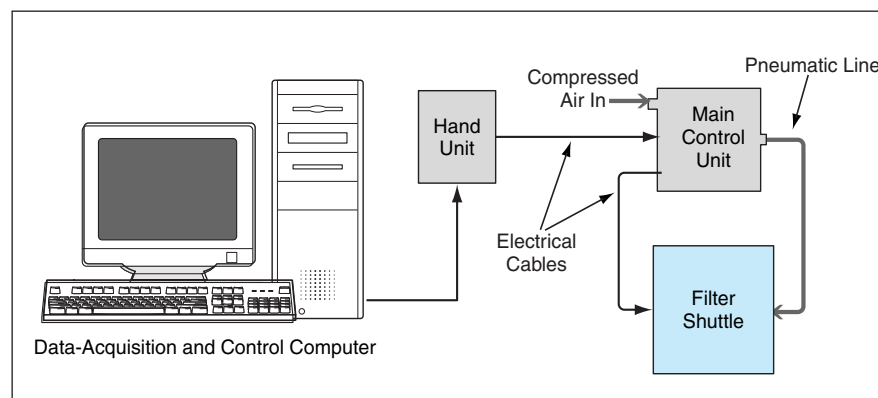 Compressed
Air In
Pneumatic Line
Hand
Unit
Main
Control
Unit
Electrical
Cables
Filter
Shuttle
Data-Acquisition and Control Computer